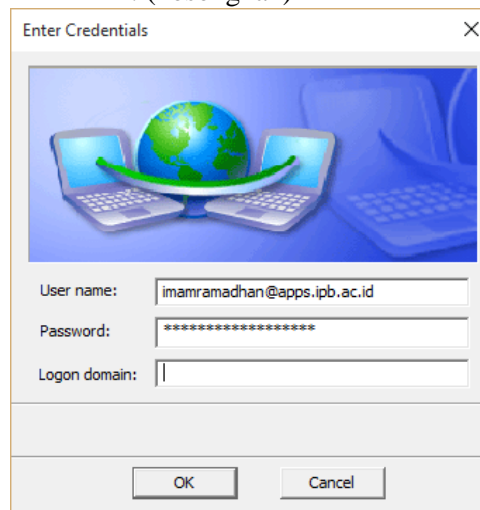 Enter Credentials
User name: imamramadhan@apps.ipb.ac.id
Password: ******************
Logon domain:
OK Cancel